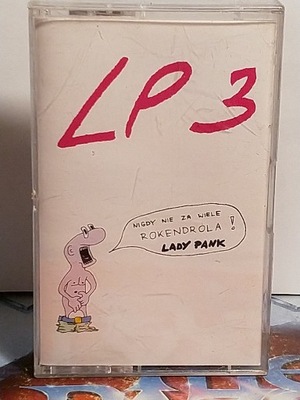 LP 3
NIGDY NIE ZA WIELE
ROKENDROLA !
LADY PANK